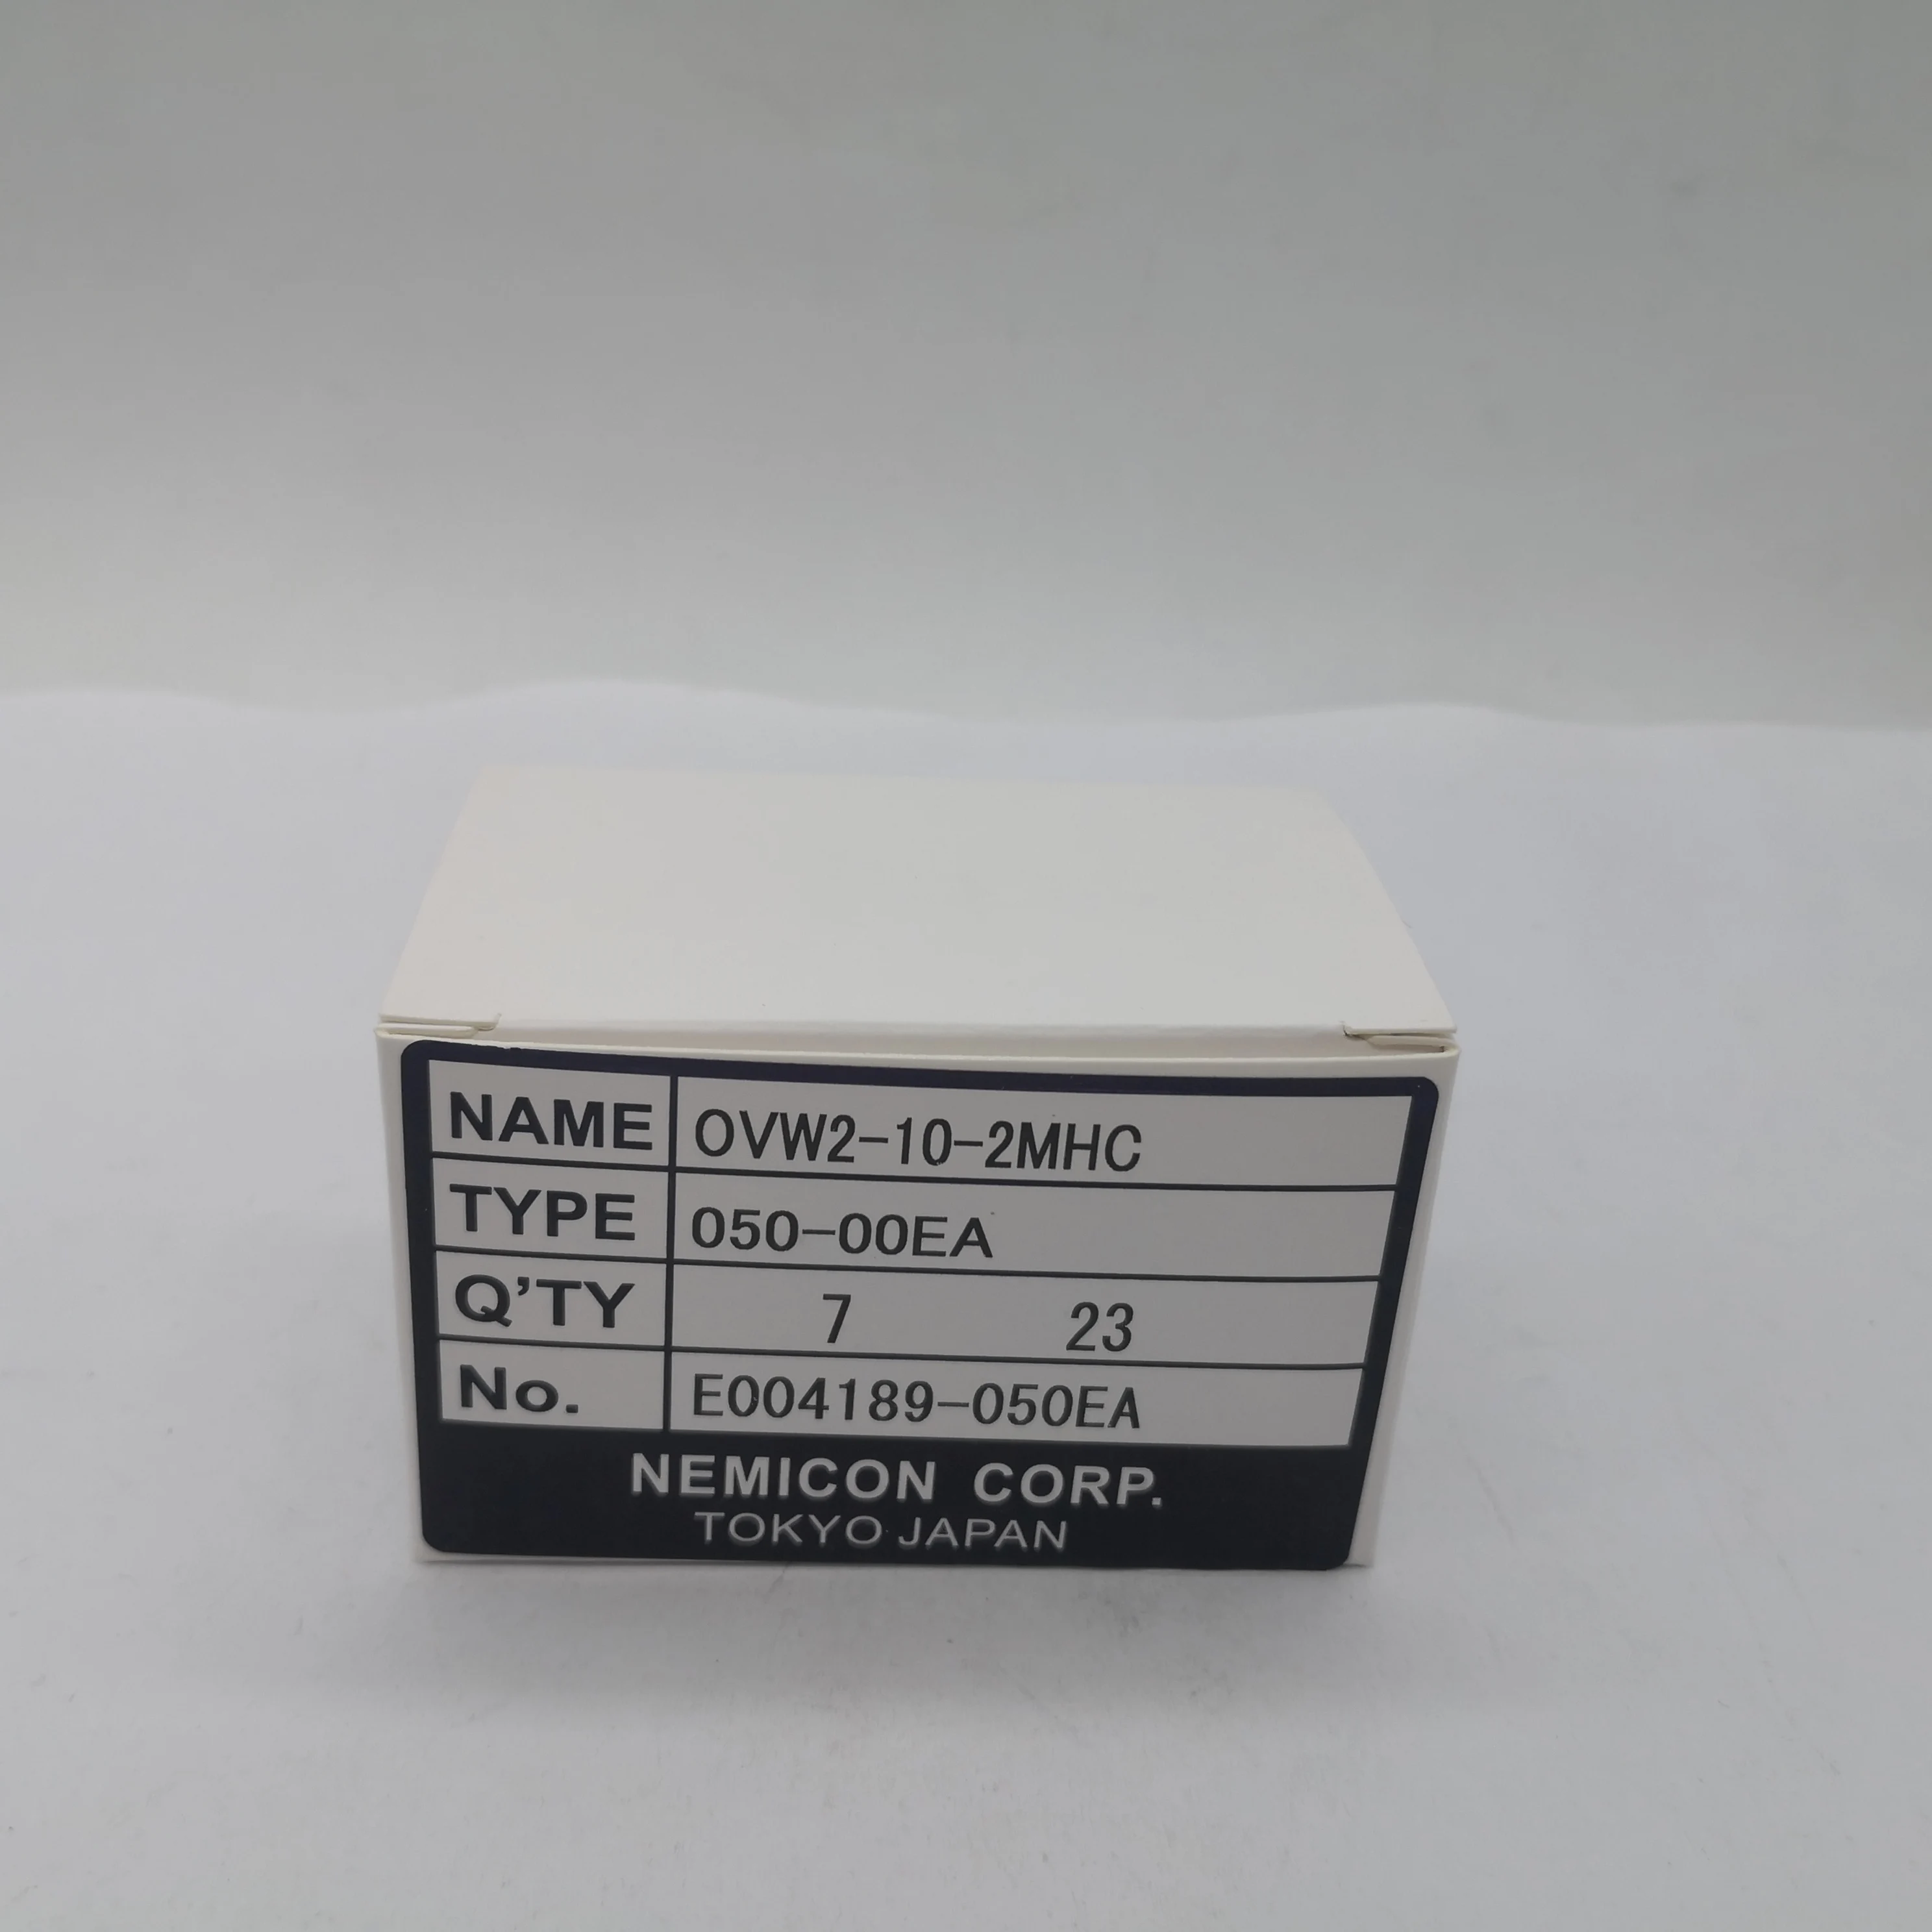 NAME OVW2-10-2MHC
TYPE 050-00EA
Q'TY 7 23
No. E004189-050EA
NEMICON CORP.
TOKYO JAPAN